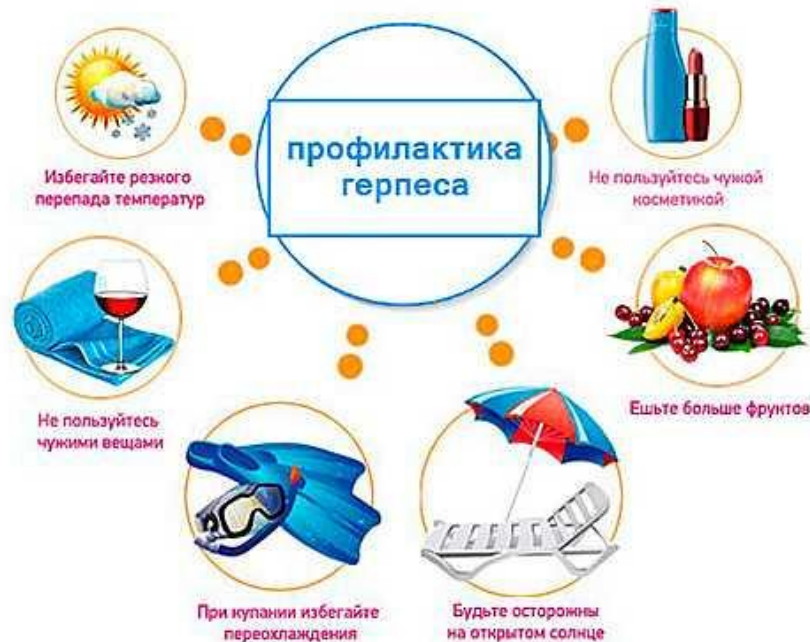 профилактика
герпеса
Избегайте резкого
перепада температур
Не пользуйтесь чужой
косметикой
Не пользуйтесь
чужими вещами
Ешьте больше фруктов
При купании избегайте
переохлаждения
Будьте осторожны
на открытом солнце